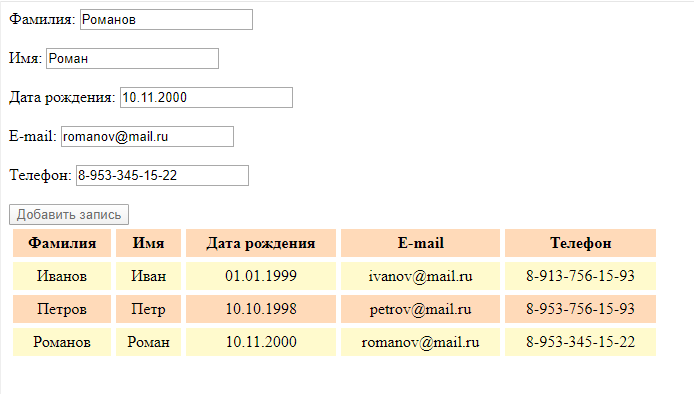 Фамилия: Романов
Имя: Роман
Дата рождения: 10.11.2000
E-mail: romanov@mail.ru
Телефон: 8-953-345-15-22
Добавить запись
Фамилия Имя Дата рождения E-mail Телефон
Иванов Иван 01.01.1999 ivanov@mail.ru 8-913-756-15-93
Петров Петр 10.10.1998 petrov@mail.ru 8-953-756-15-93
Романов Роман 10.11.2000 romanov@mail.ru 8-953-345-15-22